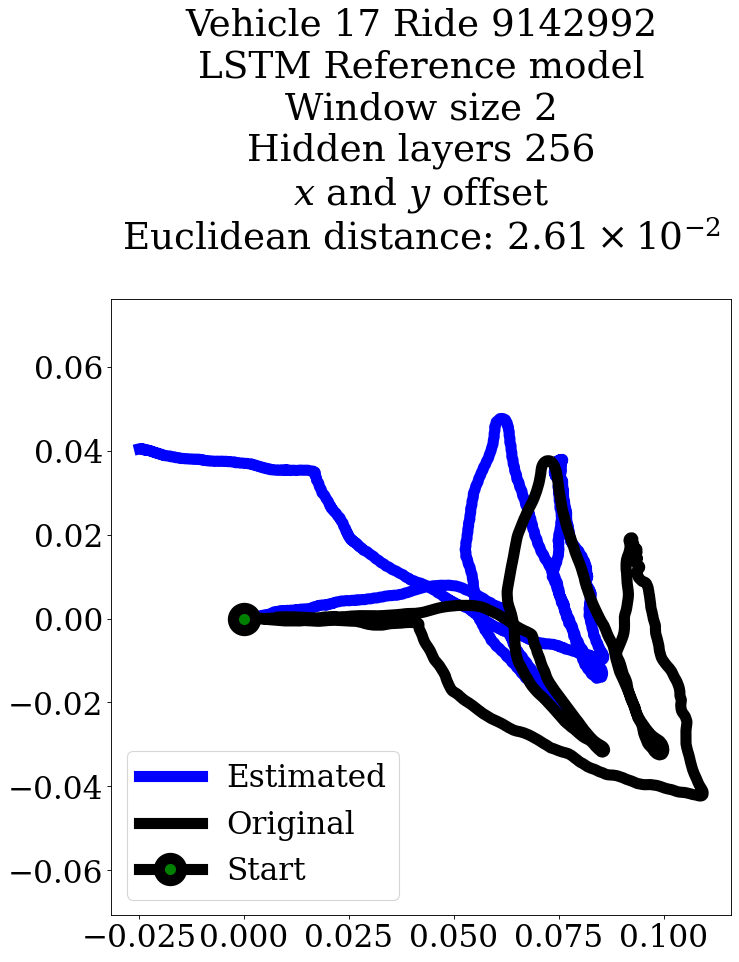 Vehicle 17 Ride 9142992
LSTM Reference model
Window size 2
Hidden layers 256
x and y offset
Euclidean distance: 2.61 × 10⁻²
0.06
0.04
0.02
0.00
−0.02
−0.04
−0.06
Estimated
Original
Start
−0.025 0.000 0.025 0.050 0.075 0.100